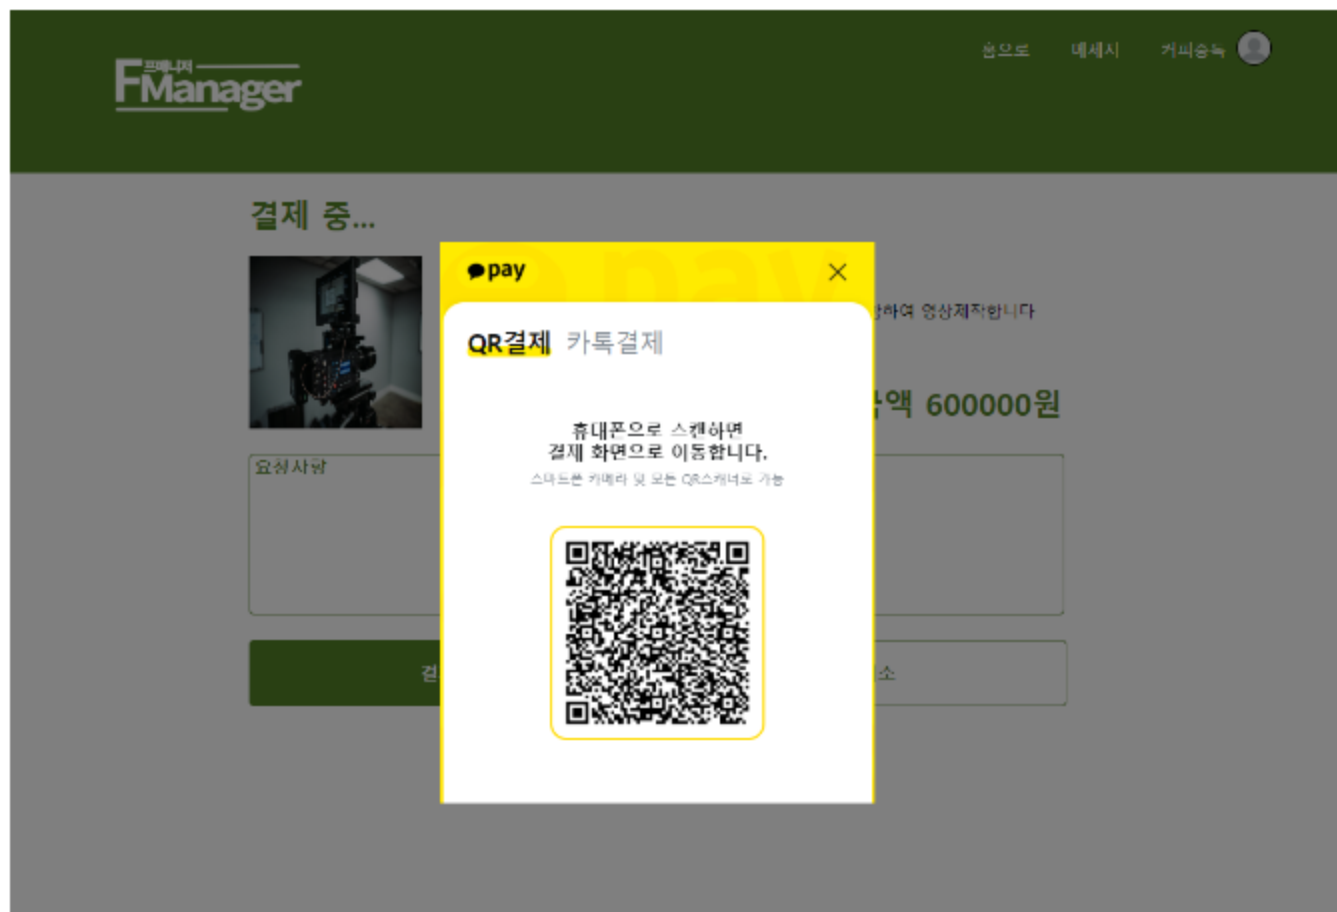 프매니저
FManager
홈으로 메세지 커피중독
결제 중...
pay
하여 영상제작합니다
QR결제 카톡결제
액 600000원
휴대폰으로 스캔하면
결제 화면으로 이동합니다.
스마트폰 카메라 및 모든 QR스캐너로 가능
요청사항
결
소